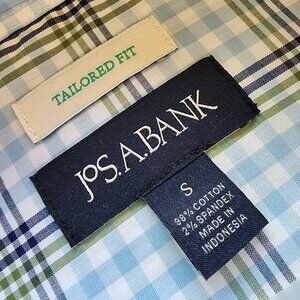 TAILORED FIT
JoS. A. BANK
S
98% COTTON
2% SPANDEX
MADE IN
INDONESIA